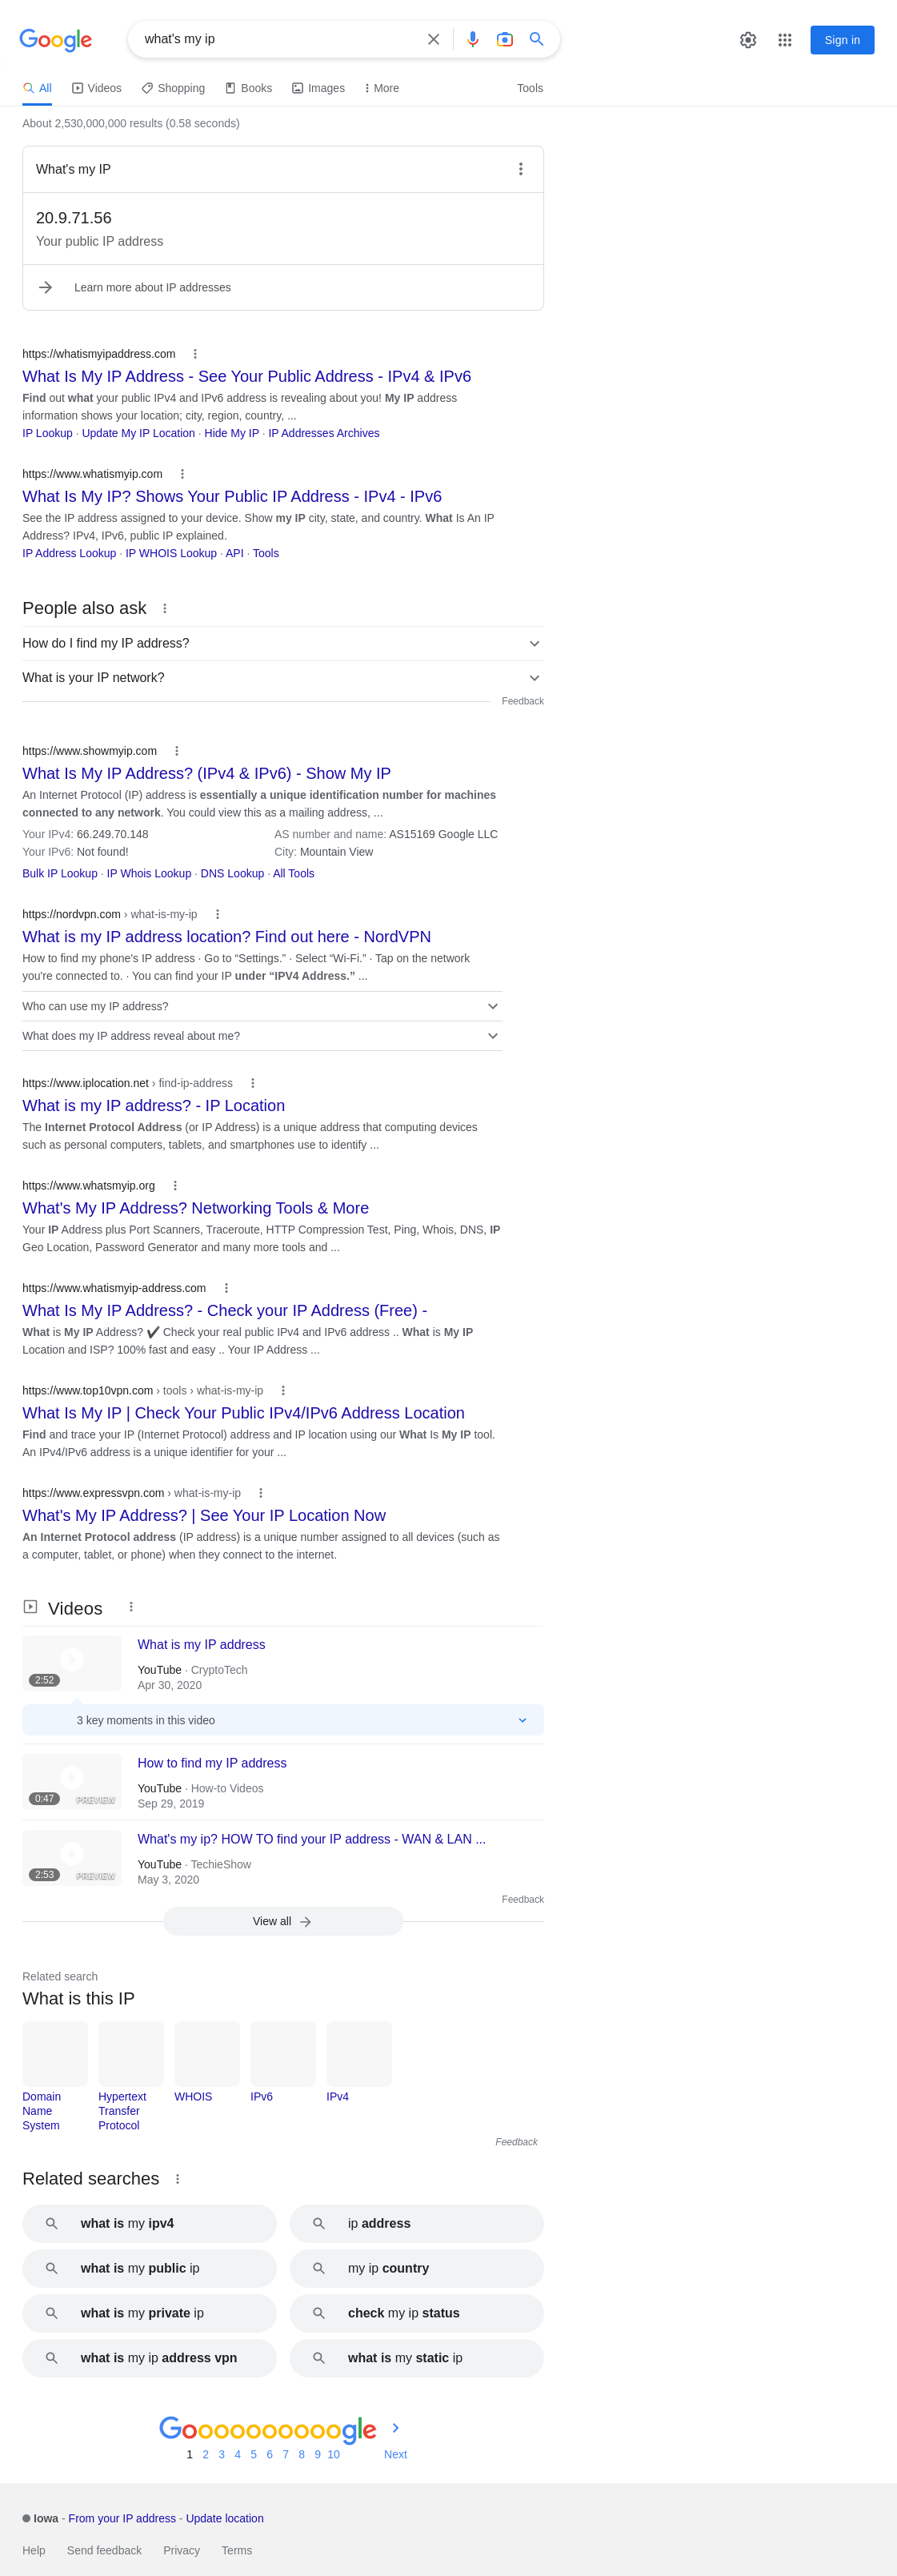 Google
what's my ip
Sign in
All
Videos
Shopping
Books
Images
More
Tools
About 2,530,000,000 results (0.58 seconds)
What's my IP
20.9.71.56
Your public IP address
Learn more about IP addresses
https://whatismyipaddress.com
What Is My IP Address - See Your Public Address - IPv4 & IPv6
Find out what your public IPv4 and IPv6 address is revealing about you! My IP address
information shows your location; city, region, country, ...
IP Lookup · Update My IP Location · Hide My IP · IP Addresses Archives
https://www.whatismyip.com
What Is My IP? Shows Your Public IP Address - IPv4 - IPv6
See the IP address assigned to your device. Show my IP city, state, and country. What Is An IP
Address? IPv4, IPv6, public IP explained.
IP Address Lookup · IP WHOIS Lookup · API · Tools
People also ask
How do I find my IP address?
What is your IP network?
Feedback
https://www.showmyip.com
What Is My IP Address? (IPv4 & IPv6) - Show My IP
An Internet Protocol (IP) address is essentially a unique identification number for machines
connected to any network. You could view this as a mailing address, ...
Your IPv4: 66.249.70.148
AS number and name: AS15169 Google LLC
Your IPv6: Not found!
City: Mountain View
Bulk IP Lookup · IP Whois Lookup · DNS Lookup · All Tools
https://nordvpn.com › what-is-my-ip
What is my IP address location? Find out here - NordVPN
How to find my phone's IP address · Go to “Settings.” · Select “Wi-Fi.” · Tap on the network
you're connected to. · You can find your IP under “IPV4 Address.” ...
Who can use my IP address?
What does my IP address reveal about me?
https://www.iplocation.net › find-ip-address
What is my IP address? - IP Location
The Internet Protocol Address (or IP Address) is a unique address that computing devices
such as personal computers, tablets, and smartphones use to identify ...
https://www.whatsmyip.org
What's My IP Address? Networking Tools & More
Your IP Address plus Port Scanners, Traceroute, HTTP Compression Test, Ping, Whois, DNS, IP
Geo Location, Password Generator and many more tools and ...
https://www.whatismyip-address.com
What Is My IP Address? - Check your IP Address (Free) -
What is My IP Address? ✔ Check your real public IPv4 and IPv6 address .. What is My IP
Location and ISP? 100% fast and easy .. Your IP Address ...
https://www.top10vpn.com › tools › what-is-my-ip
What Is My IP | Check Your Public IPv4/IPv6 Address Location
Find and trace your IP (Internet Protocol) address and IP location using our What Is My IP tool.
An IPv4/IPv6 address is a unique identifier for your ...
https://www.expressvpn.com › what-is-my-ip
What's My IP Address? | See Your IP Location Now
An Internet Protocol address (IP address) is a unique number assigned to all devices (such as
a computer, tablet, or phone) when they connect to the internet.
Videos
What is my IP address
2:52
YouTube · CryptoTech
Apr 30, 2020
3 key moments in this video
How to find my IP address
0:47
PREVIEW
YouTube · How-to Videos
Sep 29, 2019
What's my ip? HOW TO find your IP address - WAN & LAN ...
2:53
PREVIEW
YouTube · TechieShow
May 3, 2020
Feedback
View all
Related search
What is this IP
Domain
Name
System
Hypertext
Transfer
Protocol
WHOIS
IPv6
IPv4
Feedback
Related searches
what is my ipv4
ip address
what is my public ip
my ip country
what is my private ip
check my ip status
what is my ip address vpn
what is my static ip
Goooooooooogle
1 2 3 4 5 6 7 8 9 10 Next
Iowa - From your IP address - Update location
Help Send feedback Privacy Terms